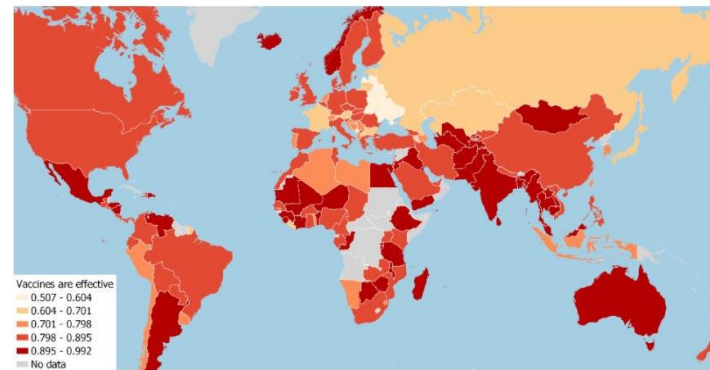 Vaccines are effective
0.507 - 0.604
0.604 - 0.701
0.701 - 0.798
0.798 - 0.895
0.895 - 0.992
No data